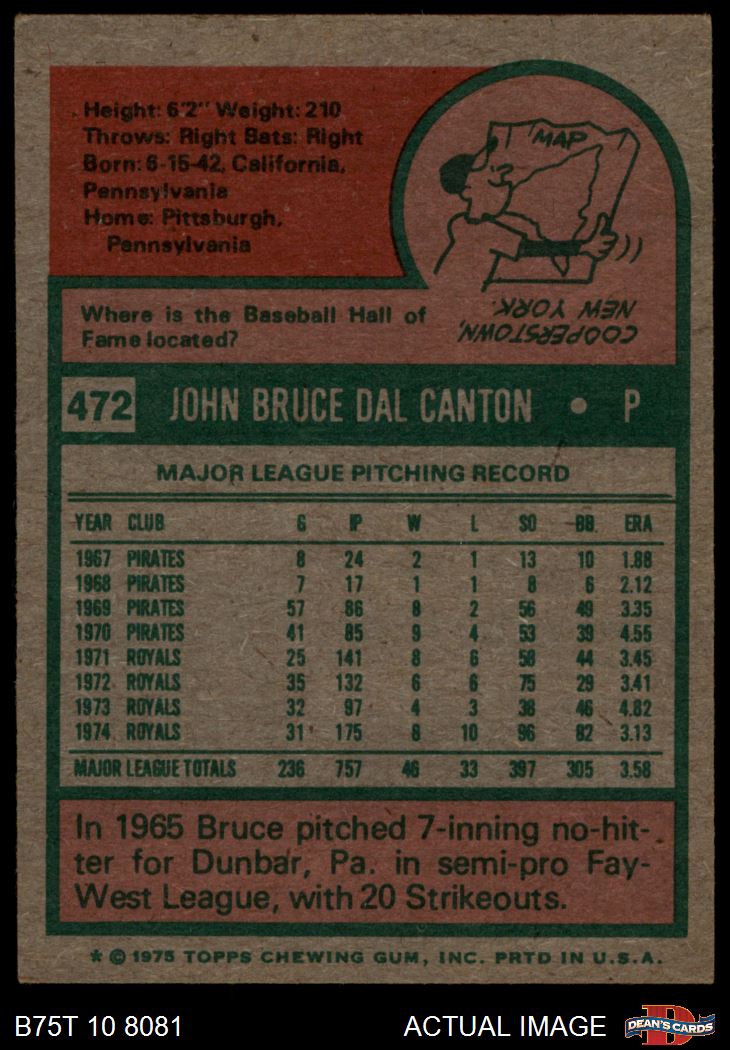 Height: 6'2" Weight: 210
Throws: Right Bats: Right
Born: 6-15-42, California,
Pennsylvania
Home: Pittsburgh,
Pennsylvania
MAP
Where is the Baseball Hall of
Fame located?
COOPERSTOWN,
NEW YORK.
472 JOHN BRUCE DAL CANTON • P
MAJOR LEAGUE PITCHING RECORD
YEAR CLUB G IP W L SO BB. ERA
1967 PIRATES 8 24 2 1 13 10 1.88
1968 PIRATES 7 17 1 1 8 6 2.12
1969 PIRATES 57 86 8 2 56 49 3.35
1970 PIRATES 41 85 9 4 53 39 4.55
1971 ROYALS 25 141 8 6 58 44 3.45
1972 ROYALS 35 132 6 6 75 29 3.41
1973 ROYALS 32 97 4 3 38 46 4.82
1974 ROYALS 31 175 8 10 96 82 3.13
MAJOR LEAGUE TOTALS 236 757 46 33 397 305 3.58
In 1965 Bruce pitched 7-inning no-hit-
ter for Dunbar, Pa. in semi-pro Fay-
West League, with 20 Strikeouts.
* © 1975 TOPPS CHEWING GUM, INC. PRTD IN U.S.A.
B75T 10 8081 ACTUAL IMAGE
DEAN'S CARDS